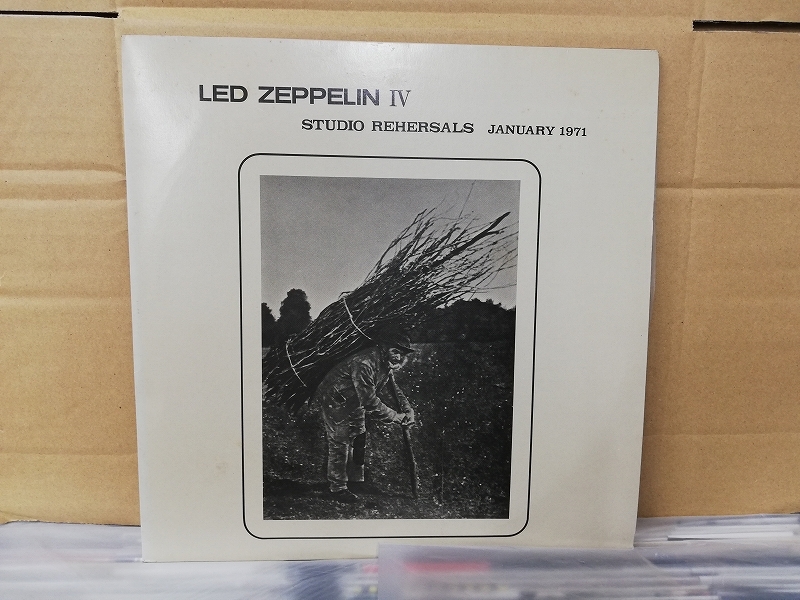 LED ZEPPELIN IV
STUDIO REHERSALS JANUARY 1971